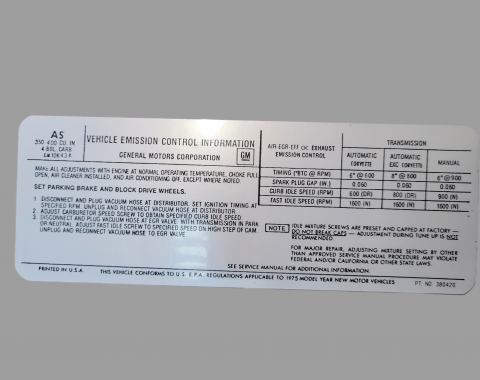 AS
350 400 CU. IN.
4 BBL. CARB
VEHICLE EMISSION CONTROL INFORMATION
GENERAL MOTORS CORPORATION GM
MAKE ALL ADJUSTMENTS WITH ENGINE AT NORMAL OPERATING TEMPERATURE, CHOKE FULL
OPEN, AIR CLEANER INSTALLED, AND AIR CONDITIONING OFF, EXCEPT WHERE NOTED.
SET PARKING BRAKE AND BLOCK DRIVE WHEELS.
1. DISCONNECT AND PLUG VACUUM HOSE AT DISTRIBUTOR. SET IGNITION TIMING AT
SPECIFIED RPM. UNPLUG AND RECONNECT VACUUM HOSE AT DISTRIBUTOR
2. ADJUST CARBURETOR SPEED SCREW TO OBTAIN SPECIFIED CURB IDLE SPEED.
3. DISCONNECT AND PLUG VACUUM HOSE AT EGR VALVE. WITH TRANSMISSION IN PARK
OR NEUTRAL, ADJUST FAST IDLE SCREW TO SPECIFIED SPEED ON HIGH STEP OF CAM
UNPLUG AND RECONNECT VACUUM HOSE TO EGR VALVE
AIR-EGR-EFF OR EXHAUST
EMISSION CONTROL
TRANSMISSION
AUTOMATIC
CORVETTE
AUTOMATIC
EXC CORVETTE
MANUAL
TIMING (°BTC @ RPM) 6° @ 600 8° @ 600 6° @ 900
SPARK PLUG GAP (IN.) 0.060 0.060 0.060
CURB IDLE SPEED (RPM) 600 (DR) 600 (DR) 900 (N)
FAST IDLE SPEED (RPM) 1600 (N) 1600 (N) 1600 (N)
NOTE IDLE MIXTURE SCREWS ARE PRESET AND CAPPED AT FACTORY -
DO NOT BREAK CAPS - ADJUSTMENT DURING TUNE UP IS NOT
RECOMMENDED.
FOR MAJOR REPAIR, ADJUSTING MIXTURE SETTING BY OTHER
THAN APPROVED SERVICE MANUAL PROCEDURE MAY VIOLATE
FEDERAL AND/OR CALIFORNIA OR OTHER STATE LAWS.
SEE SERVICE MANUAL FOR ADDITIONAL INFORMATION.
PRINTED IN U.S.A THIS VEHICLE CONFORMS TO U.S. E.P.A. REGULATIONS APPLICABLE TO 1975 MODEL YEAR NEW MOTOR VEHICLES PT. NO. 380420